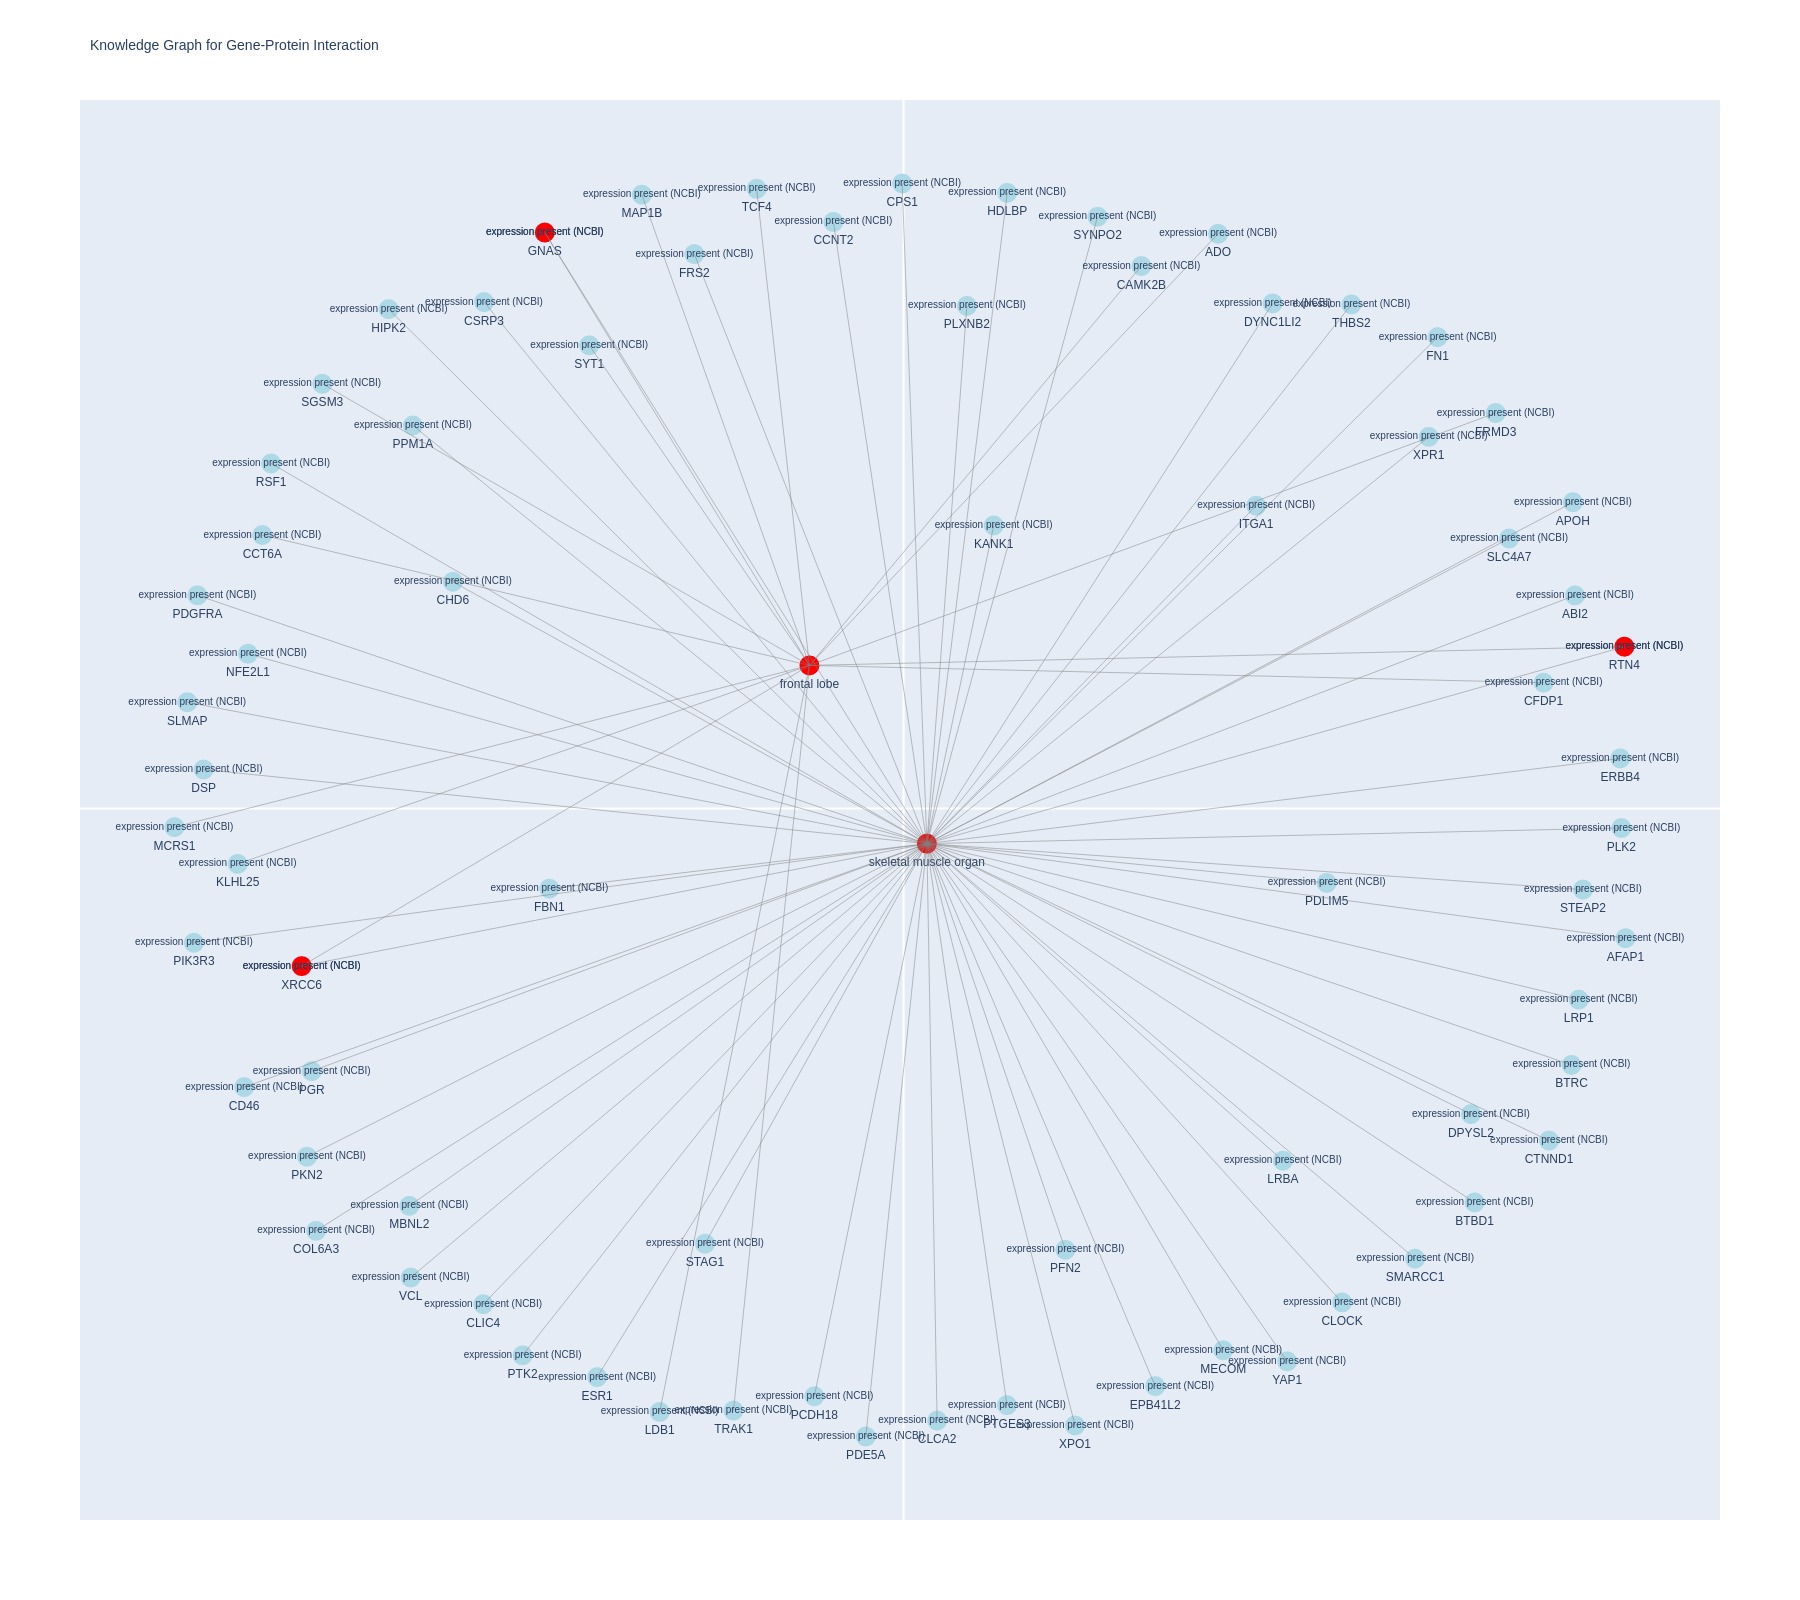 Knowledge Graph for Gene-Protein Interaction
expression present (NCBI)
CPS1
expression present (NCBI)
TCF4
expression present (NCBI)
HDLBP
expression present (NCBI)
MAP1B
expression present (NCBI)
SYNPO2
expression present (NCBI)
CCNT2
expression present (NCBI)
GNAS
expression present (NCBI)
ADO
expression present (NCBI)
FRS2
expression present (NCBI)
CAMK2B
expression present (NCBI)
CSRP3
expression present (NCBI)
DYNC1LI2
expression present (NCBI)
THBS2
expression present (NCBI)
PLXNB2
expression present (NCBI)
HIPK2
expression present (NCBI)
FN1
expression present (NCBI)
SYT1
expression present (NCBI)
SGSM3
expression present (NCBI)
FRMD3
expression present (NCBI)
PPM1A
expression present (NCBI)
XPR1
expression present (NCBI)
RSF1
expression present (NCBI)
APOH
expression present (NCBI)
ITGA1
expression present (NCBI)
KANK1
expression present (NCBI)
CCT6A
expression present (NCBI)
SLC4A7
expression present (NCBI)
CHD6
expression present (NCBI)
PDGFRA
expression present (NCBI)
ABI2
expression present (NCBI)
RTN4
expression present (NCBI)
NFE2L1
frontal lobe
expression present (NCBI)
CFDP1
expression present (NCBI)
SLMAP
expression present (NCBI)
ERBB4
expression present (NCBI)
DSP
expression present (NCBI)
MCRS1
expression present (NCBI)
PLK2
skeletal muscle organ
expression present (NCBI)
KLHL25
expression present (NCBI)
PDLIM5
expression present (NCBI)
FBN1
expression present (NCBI)
STEAP2
expression present (NCBI)
AFAP1
expression present (NCBI)
PIK3R3
expression present (NCBI)
XRCC6
expression present (NCBI)
LRP1
expression present (NCBI)
BTRC
expression present (NCBI)
PGR
expression present (NCBI)
CD46
expression present (NCBI)
DPYSL2
expression present (NCBI)
CTNND1
expression present (NCBI)
PKN2
expression present (NCBI)
LRBA
expression present (NCBI)
BTBD1
expression present (NCBI)
MBNL2
expression present (NCBI)
COL6A3
expression present (NCBI)
STAG1
expression present (NCBI)
PFN2
expression present (NCBI)
SMARCC1
expression present (NCBI)
VCL
expression present (NCBI)
CLIC4
expression present (NCBI)
CLOCK
expression present (NCBI)
MECOM
expression present (NCBI)
PTK2
expression present (NCBI)
YAP1
expression present (NCBI)
ESR1
expression present (NCBI)
EPB41L2
expression present (NCBI)
PCDH18
expression present (NCBI)
PTGES3
expression present (NCBI)
LDB1
expression present (NCBI)
TRAK1
expression present (NCBI)
CLCA2
expression present (NCBI)
XPO1
expression present (NCBI)
PDE5A